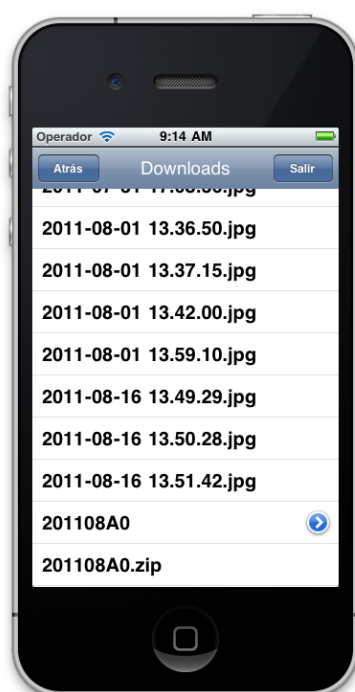 Operador 9:14 AM
Atrás Downloads Salir
2011-08-01 13.36.50.jpg
2011-08-01 13.37.15.jpg
2011-08-01 13.42.00.jpg
2011-08-01 13.59.10.jpg
2011-08-16 13.49.29.jpg
2011-08-16 13.50.28.jpg
2011-08-16 13.51.42.jpg
201108A0
201108A0.zip